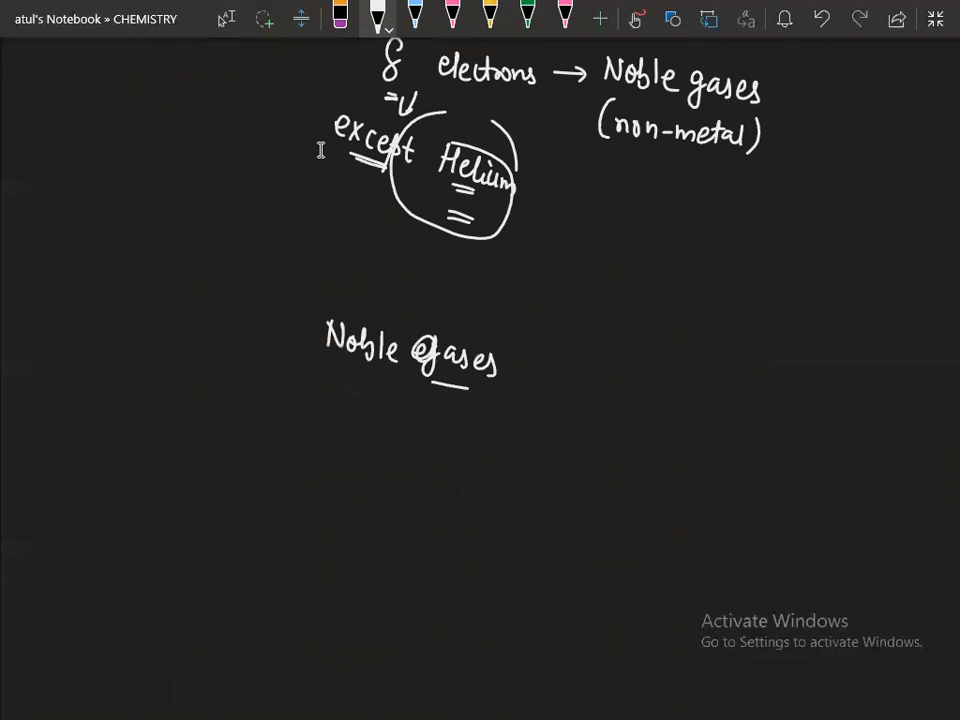 atul's Notebook » CHEMISTRY
8 electrons → Noble gases
(non-metal)
except (Helium)
Noble gases
Activate Windows
Go to Settings to activate Windows.